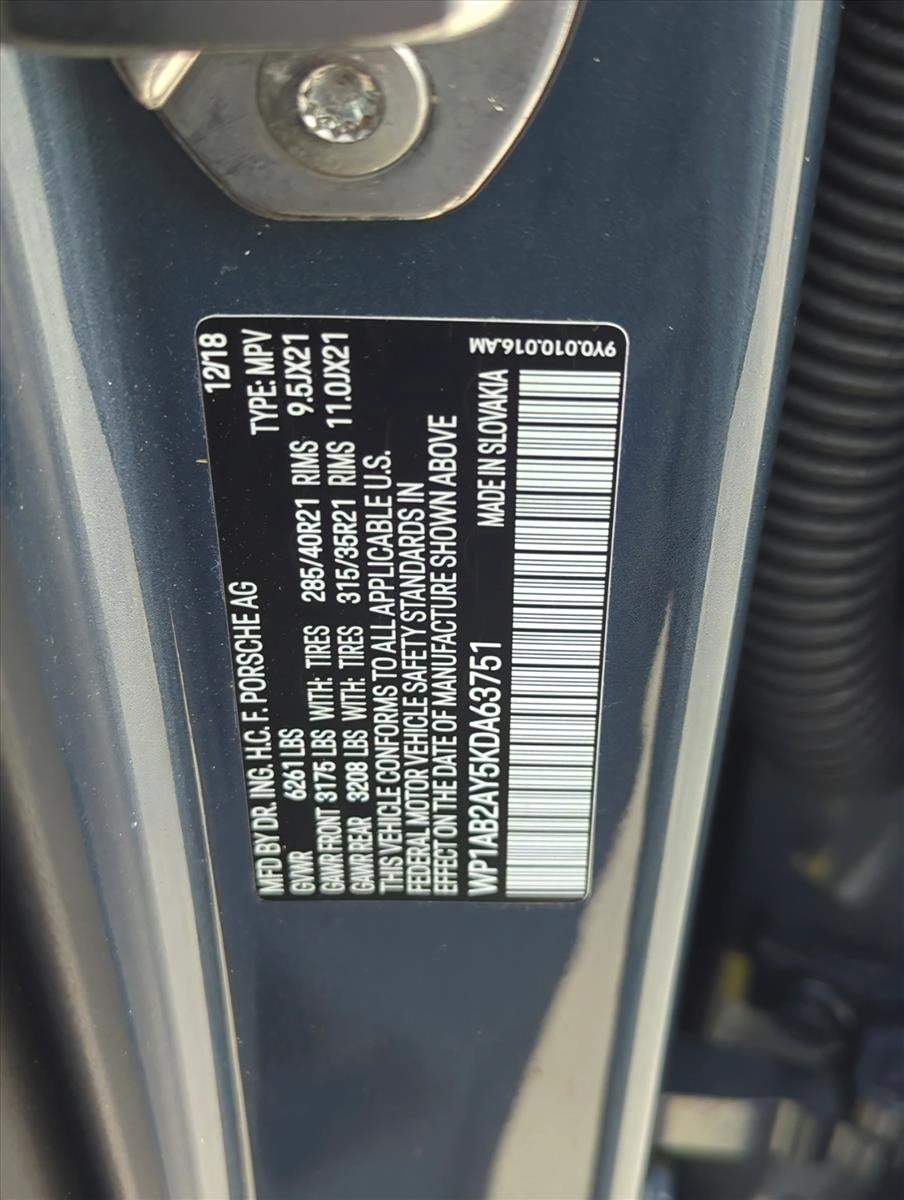 MFD BY DR. ING. H.C. F. PORSCHE AG 12/18
GVWR 6261 LBS TYPE: MPV
GAWR FRONT 3175 LBS WITH: TIRES 285/40R21 RIMS 9.5JX21
GAWR REAR 3208 LBS WITH: TIRES 315/35R21 RIMS 11.0JX21
THIS VEHICLE CONFORMS TO ALL APPLICABLE U.S.
FEDERAL MOTOR VEHICLE SAFETY STANDARDS IN
EFFECT ON THE DATE OF MANUFACTURE SHOWN ABOVE
WP1AB2AY5KDA63751 MADE IN SLOVAKIA
9Y0.010.016.AM